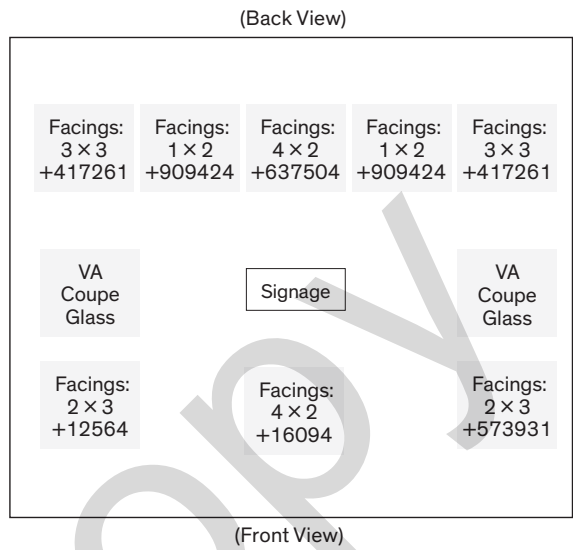 (Back View)
Facings:
3 × 3
+417261
Facings:
1 × 2
+909424
Facings:
4 × 2
+637504
Facings:
1 × 2
+909424
Facings:
3 × 3
+417261
VA
Coupe
Glass
Signage
VA
Coupe
Glass
Facings:
2 × 3
+12564
Facings:
4 × 2
+16094
Facings:
2 × 3
+573931
(Front View)
opy